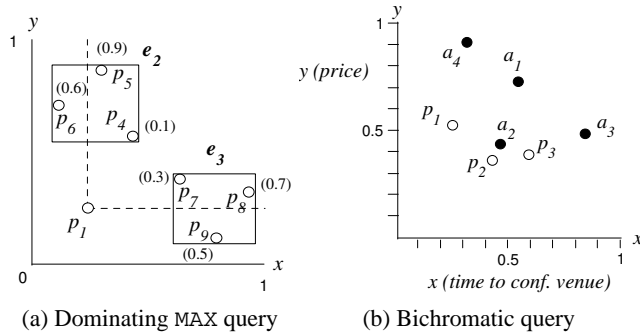 y
1
(0.9)
e2
p5
(0.6)
p6
p4
(0.1)
e3
(0.3)
p7
(0.7)
p8
p1
p9
(0.5)
0
1
x
(a) Dominating MAX query
y
1
y (price)
a4
a1
p1
0.5
a2
p3
a3
p2
0.5
1
x
x (time to conf. venue)
(b) Bichromatic query